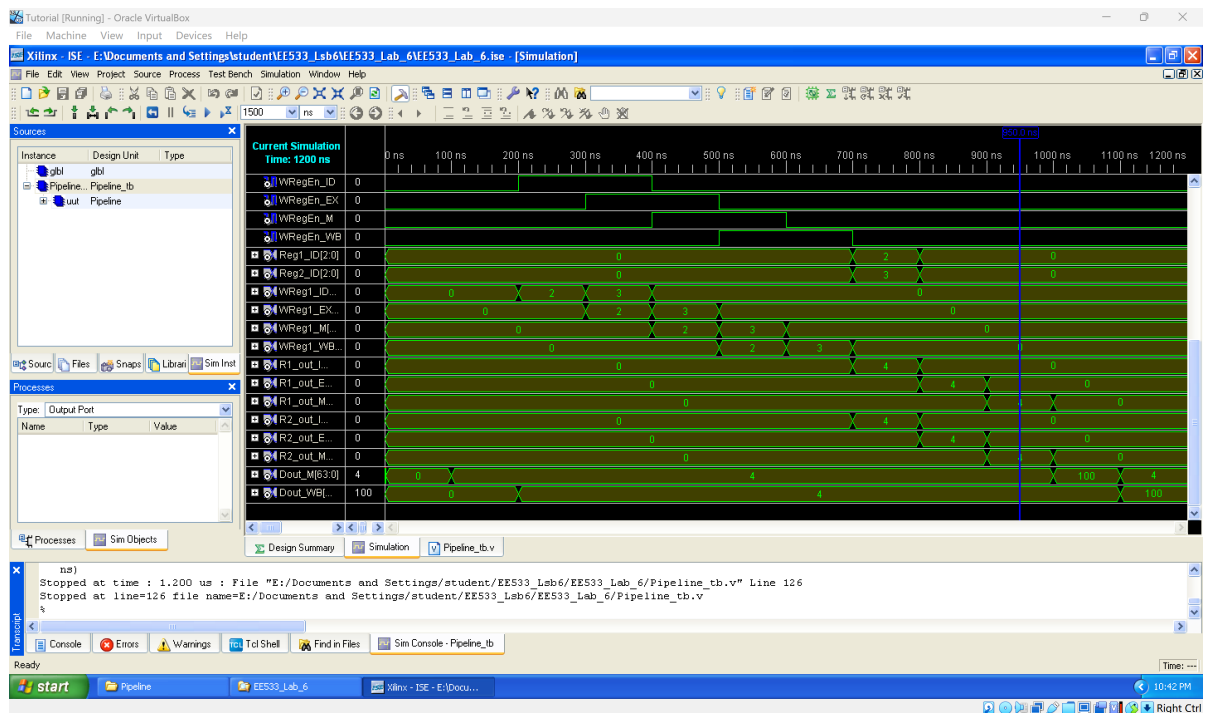 Tutorial [Running] - Oracle VirtualBox
File Machine View Input Devices Help
Xilinx - ISE - E:\Documents and Settings\student\EE533_Lsb6\EE533_Lab_6\EE533_Lab_6.ise - [Simulation]
File Edit View Project Source Process Test Bench Simulation Window Help
1500 ns
Sources
Instance Design Unit Type
glbl glbl
Pipeline... Pipeline_tb
uut Pipeline
Sourc Files Snaps Librari Sim Inst
Processes
Type: Output Port
Name Type Value
Processes Sim Objects
950.0 ns
Current Simulation
Time: 1200 ns
0 ns 100 ns 200 ns 300 ns 400 ns 500 ns 600 ns 700 ns 800 ns 900 ns 1000 ns 1100 ns 1200 ns
WRegEn_ID 0
WRegEn_EX 0
WRegEn_M 0
WRegEn_WB 0
Reg1_ID[2:0] 0 0 2 0
Reg2_ID[2:0] 0 0 3 0
WReg1_ID... 0 0 2 3 0
WReg1_EX... 0 0 2 3 0
WReg1_M[... 0 0 2 3 0
WReg1_WB... 0 0 2 3 0
R1_out_I... 0 0 4 0
R1_out_E... 0 0 4 0
R1_out_M... 0 0 4 0
R2_out_I... 0 0 4 0
R2_out_E... 0 0 4 0
R2_out_M... 0 0 4 0
Dout_M[63:0] 4 0 4 100 4
Dout_WB[... 100 0 4 100
Design Summary Simulation Pipeline_tb.v
ns)
Stopped at time : 1.200 us : File "E:/Documents and Settings/student/EE533_Lsb6/EE533_Lab_6/Pipeline_tb.v" Line 126
Stopped at line=126 file name=E:/Documents and Settings/student/EE533_Lsb6/EE533_Lab_6/Pipeline_tb.v
%
Transcript
Console Errors Warnings Tcl Shell Find in Files Sim Console - Pipeline_tb
Ready Time: ---
start Pipeline EE533_Lab_6 Xilinx - ISE - E:\Docu... 10:42 PM
Right Ctrl